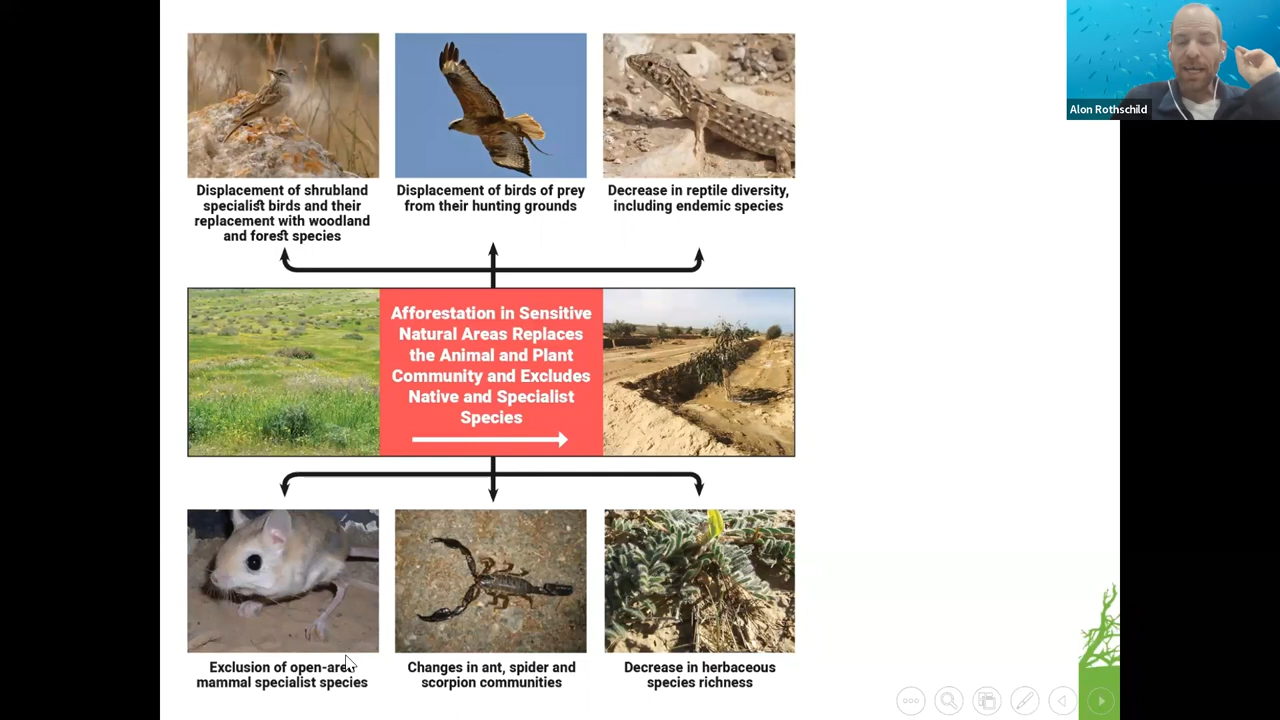 Alon Rothschild
Displacement of shrubland
specialist birds and their
replacement with woodland
and forest species
Displacement of birds of prey
from their hunting grounds
Decrease in reptile diversity,
including endemic species
Afforestation in Sensitive
Natural Areas Replaces
the Animal and Plant
Community and Excludes
Native and Specialist
Species
Exclusion of open-area
mammal specialist species
Changes in ant, spider and
scorpion communities
Decrease in herbaceous
species richness